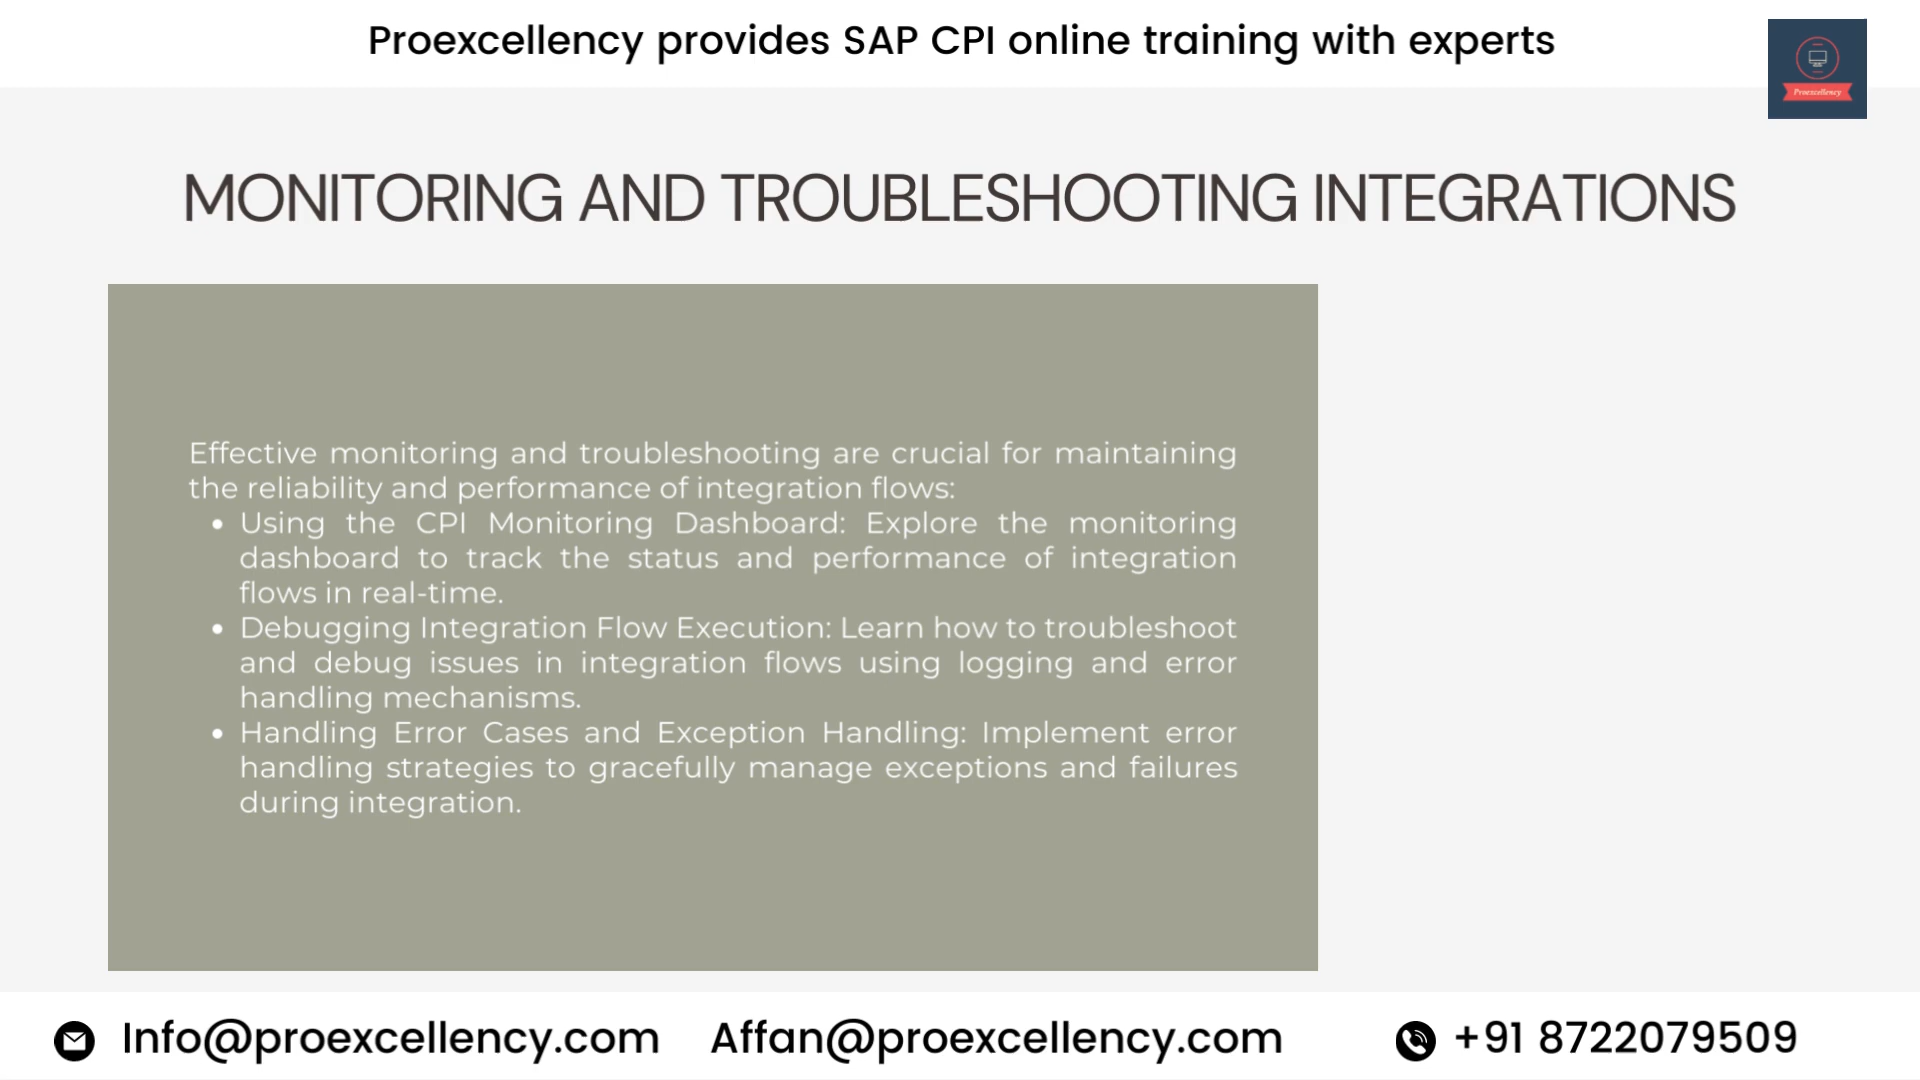 Proexcellency provides SAP CPI online training with experts
Proexcellency
MONITORING AND TROUBLESHOOTING INTEGRATIONS
Effective monitoring and troubleshooting are crucial for maintaining
the reliability and performance of integration flows:
• Using the CPI Monitoring Dashboard: Explore the monitoring
dashboard to track the status and performance of integration
flows in real-time.
• Debugging Integration Flow Execution: Learn how to troubleshoot
and debug issues in integration flows using logging and error
handling mechanisms.
• Handling Error Cases and Exception Handling: Implement error
handling strategies to gracefully manage exceptions and failures
during integration.
Info@proexcellency.com Affan@proexcellency.com +91 8722079509